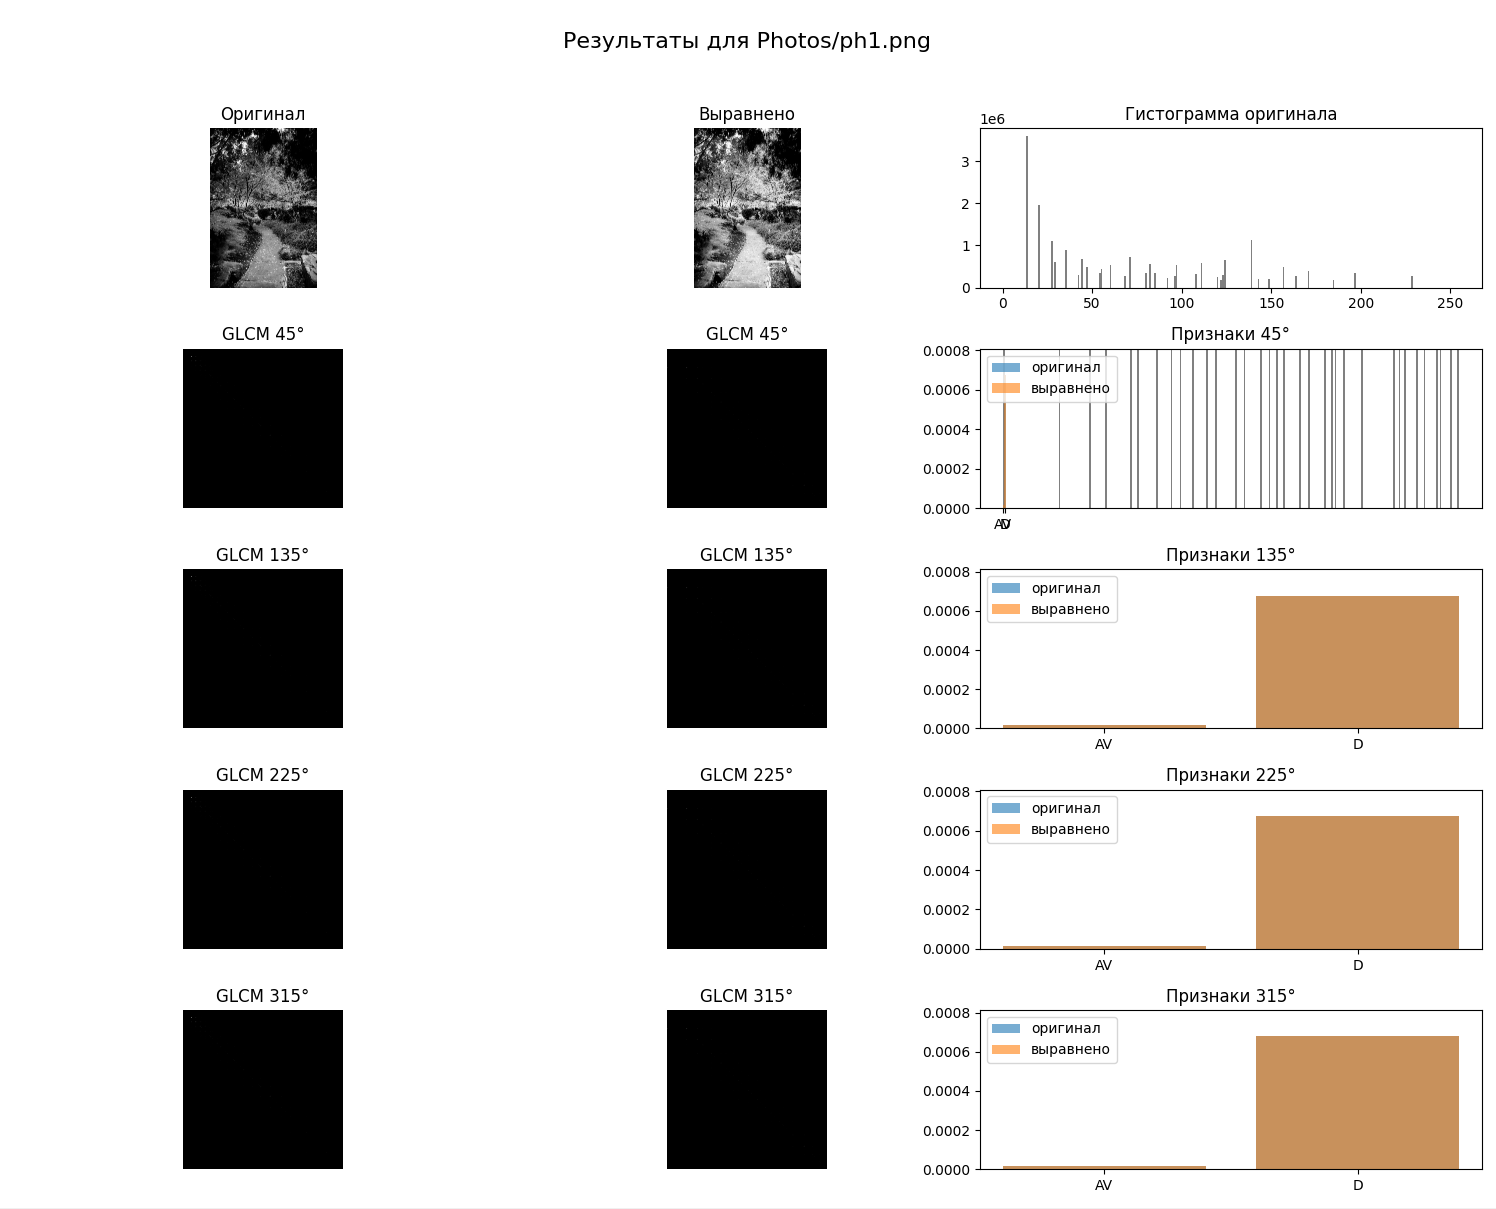 Результаты для Photos/ph1.png
Оригинал
Выравнено
Гистограмма оригинала
1e6
3
2
1
0
0 50 100 150 200 250
GLCM 45°
GLCM 45°
Признаки 45°
0.0008
0.0006
0.0004
0.0002
0.0000
оригинал
выравнено
AV
D
GLCM 135°
GLCM 135°
Признаки 135°
0.0008
0.0006
0.0004
0.0002
0.0000
оригинал
выравнено
AV D
GLCM 225°
GLCM 225°
Признаки 225°
0.0008
0.0006
0.0004
0.0002
0.0000
оригинал
выравнено
AV D
GLCM 315°
GLCM 315°
Признаки 315°
0.0008
0.0006
0.0004
0.0002
0.0000
оригинал
выравнено
AV D